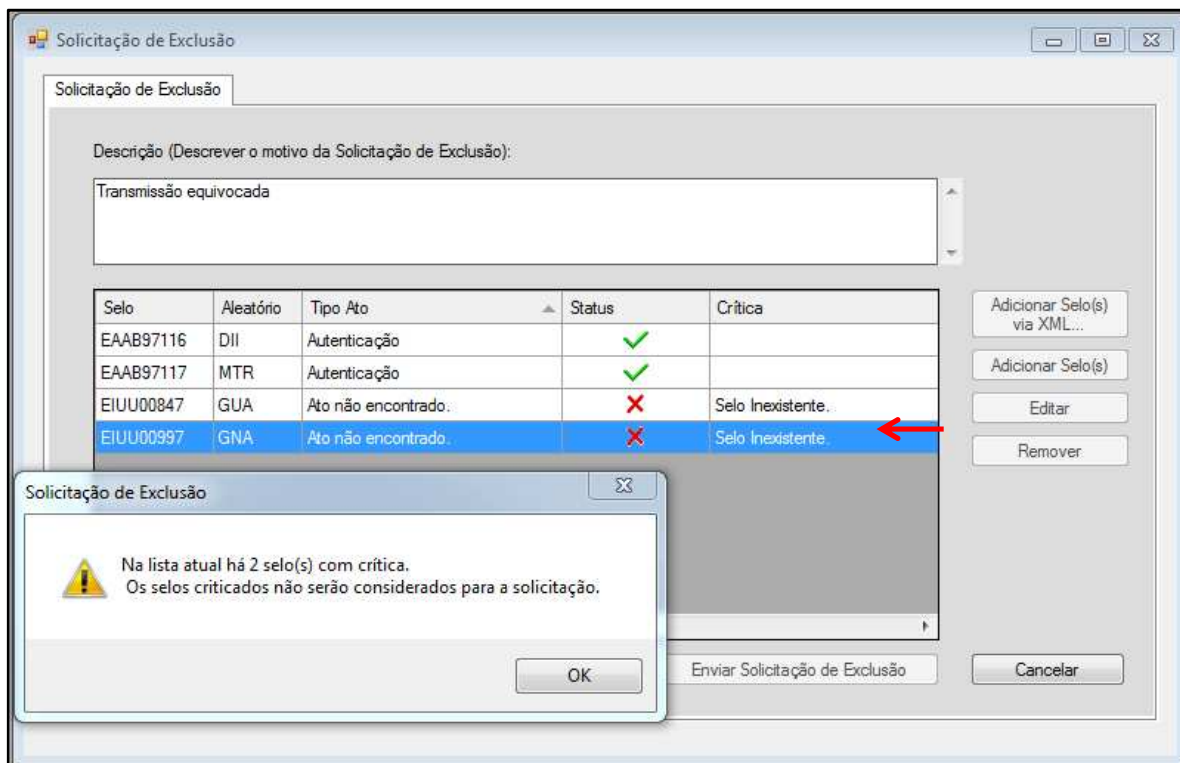 Solicitação de Exclusão
Solicitação de Exclusão
Descrição (Descrever o motivo da Solicitação de Exclusão):
Transmissão equivocada
Selo Aleatório Tipo Ato Status Crítica
EAAB97116 DII Autenticação
EAAB97117 MTR Autenticação
EIUU00847 GUA Ato não encontrado. Selo Inexistente.
EIUU00997 GNA Ato não encontrado. Selo Inexistente.
Adicionar Selo(s)
via XML...
Adicionar Selo(s)
Editar
Remover
Solicitação de Exclusão
Na lista atual há 2 selo(s) com crítica.
Os selos criticados não serão considerados para a solicitação.
OK
Enviar Solicitação de Exclusão
Cancelar